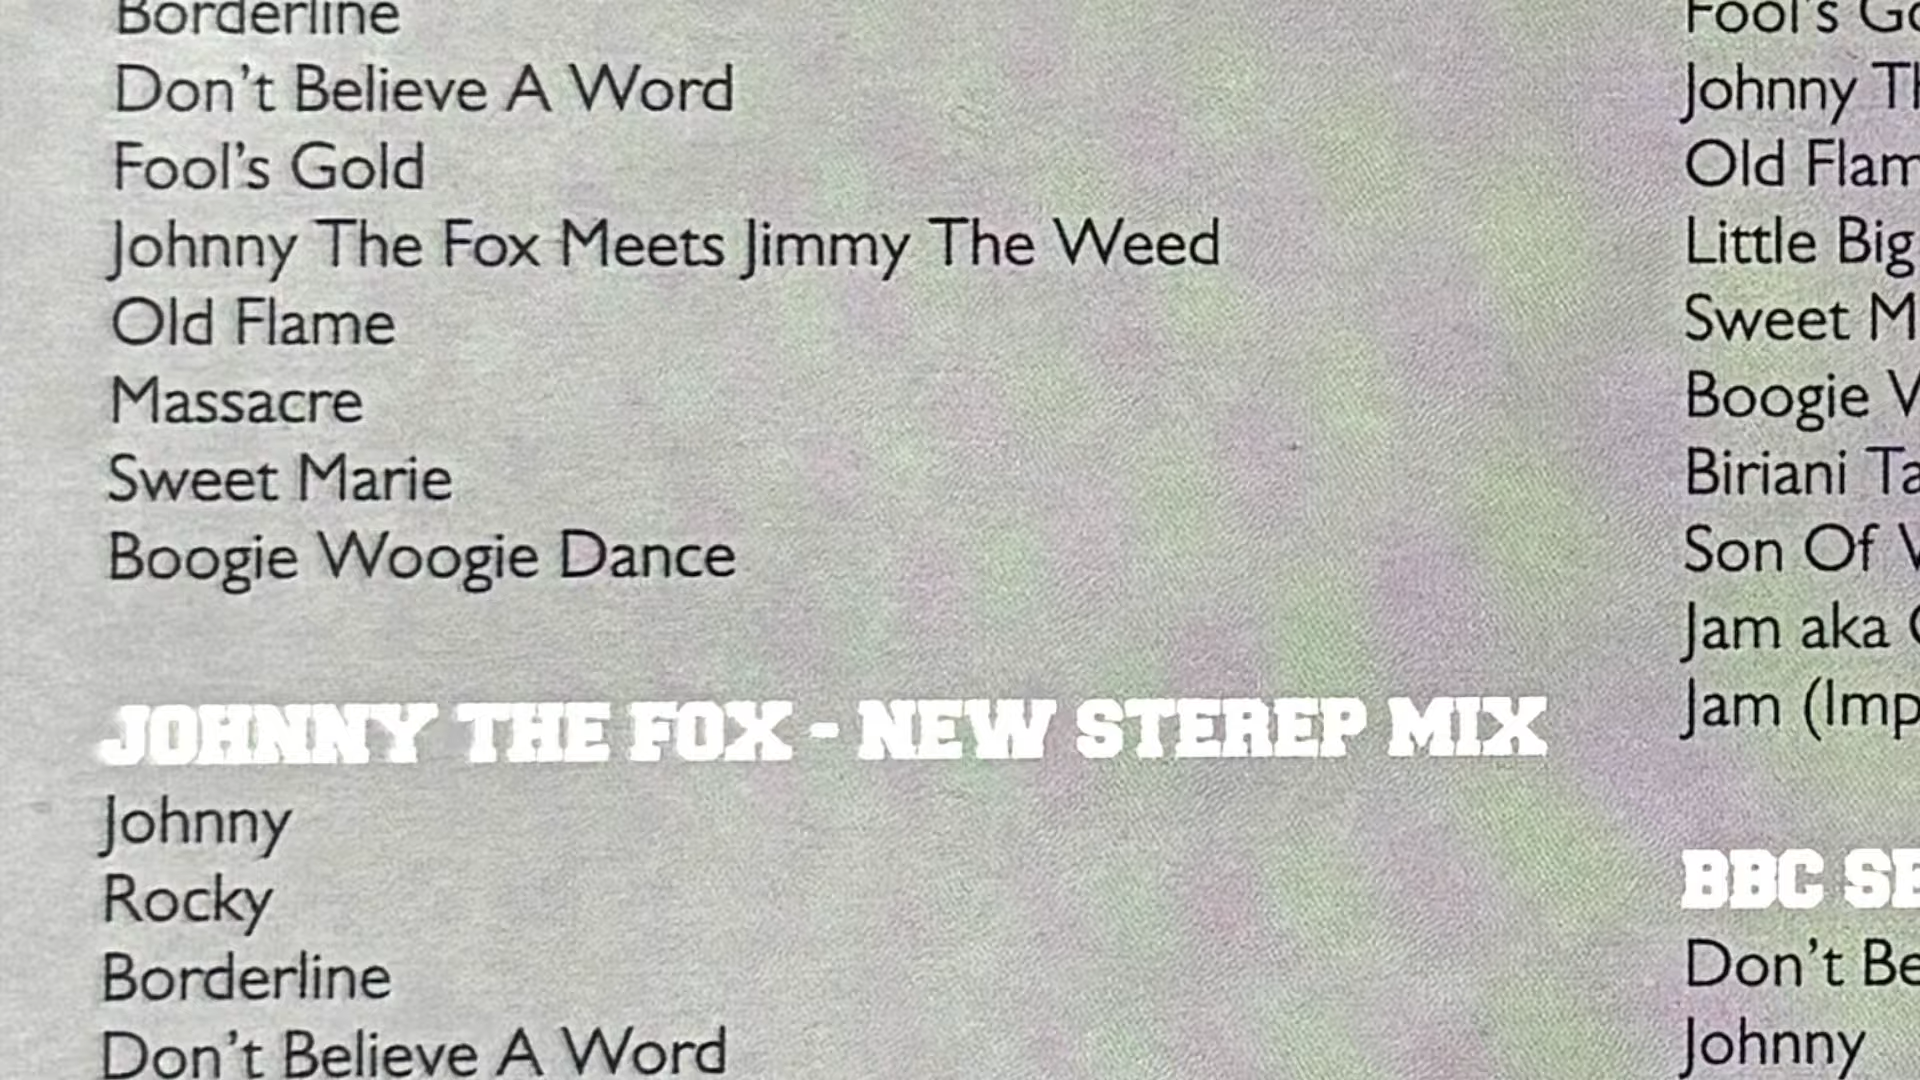 Borderline
Don't Believe A Word
Fool's Gold
Johnny The Fox Meets Jimmy The Weed
Old Flame
Massacre
Sweet Marie
Boogie Woogie Dance
JOHNNY THE FOX - NEW STEREP MIX
Johnny
Rocky
Borderline
Don't Believe A Word
Fool's
Johnny
Old
Little Big
Sweet
Boogie
Biriani
Son Of
Jam aka
Jam
BBC
Don't
Johnny